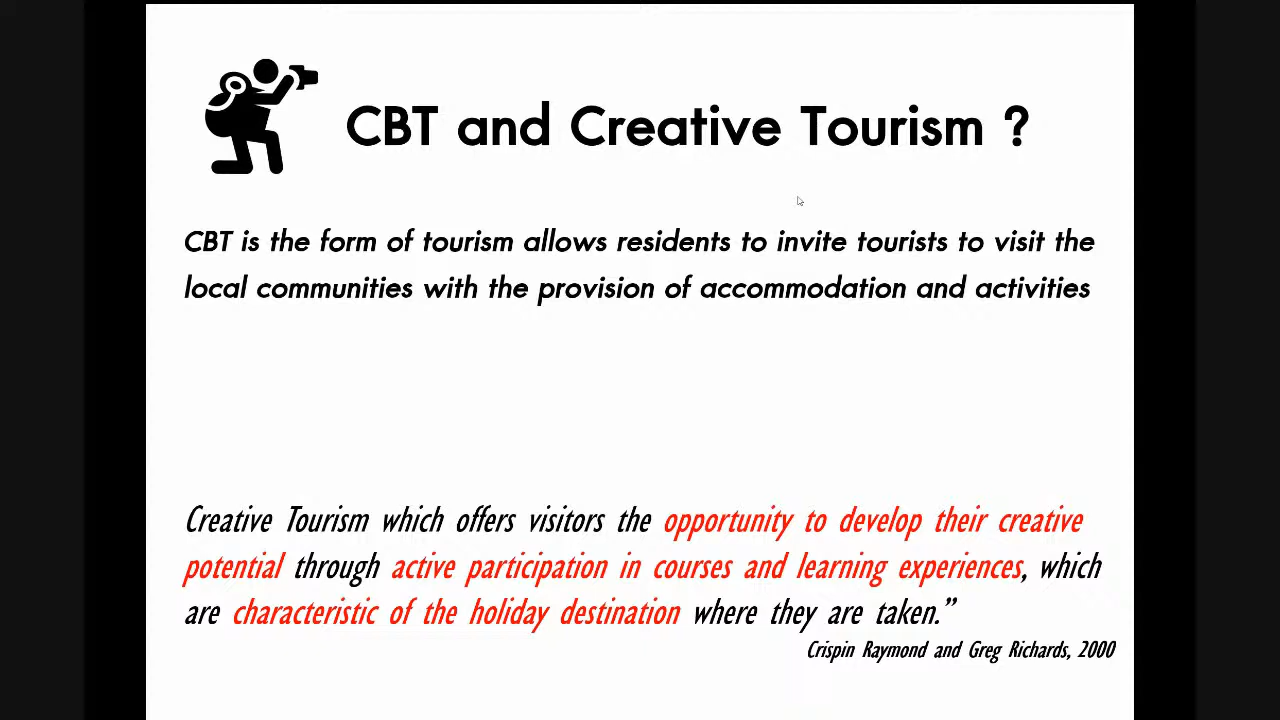 CBT and Creative Tourism ?
CBT is the form of tourism allows residents to invite tourists to visit the
local communities with the provision of accommodation and activities
Creative Tourism which offers visitors the opportunity to develop their creative
potential through active participation in courses and learning experiences, which
are characteristic of the holiday destination where they are taken.”
Crispin Raymond and Greg Richards, 2000